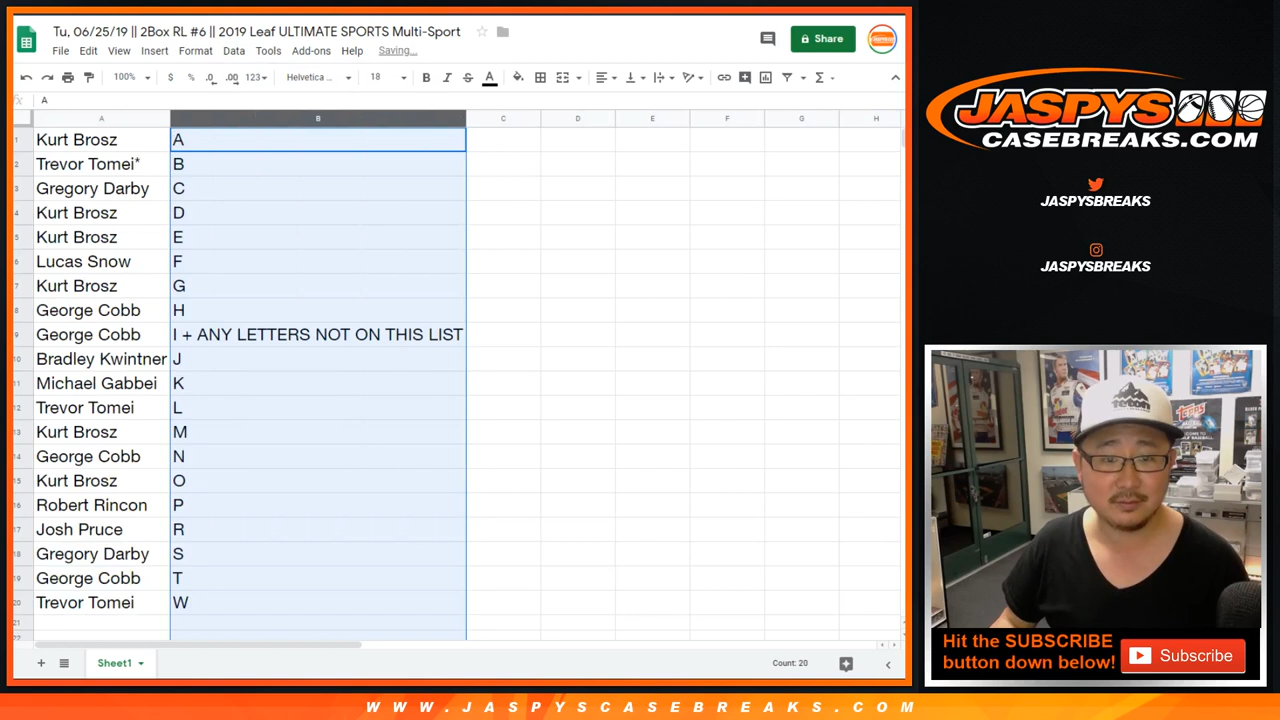 Tu, 06/25/19 || 2Box RL #6 || 2019 Leaf ULTIMATE SPORTS Multi-Sport
File Edit View Insert Format Data Tools Add-ons Help Saving...
Share
100% $ % .0 .00 123 Helvetica ... 18 B I S A
fx A
A B C D E F G H
1 Kurt Brosz A
2 Trevor Tomei* B
3 Gregory Darby C
4 Kurt Brosz D
5 Kurt Brosz E
6 Lucas Snow F
7 Kurt Brosz G
8 George Cobb H
9 George Cobb I + ANY LETTERS NOT ON THIS LIST
10 Bradley Kwintner J
11 Michael Gabbei K
12 Trevor Tomei L
13 Kurt Brosz M
14 George Cobb N
15 Kurt Brosz O
16 Robert Rincon P
17 Josh Pruce R
18 Gregory Darby S
19 George Cobb T
20 Trevor Tomei W
21
22
Sheet1
Count: 20
JASPYS
CASEBREAKS.COM
JASPYSBREAKS
JASPYSBREAKS
TETON
TOPPS
Hit the SUBSCRIBE
button down below!
Subscribe
WWW.JASPYSCASEBREAKS.COM